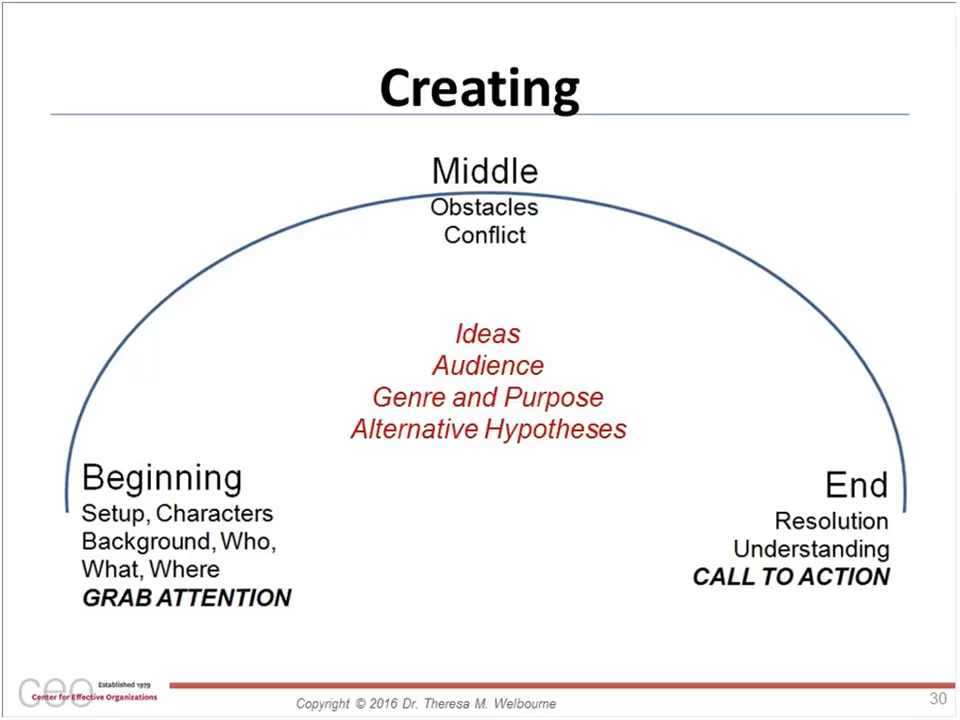 Creating
Middle
Obstacles
Conflict
Ideas
Audience
Genre and Purpose
Alternative Hypotheses
Beginning
Setup, Characters
Background, Who,
What, Where
GRAB ATTENTION
End
Resolution
Understanding
CALL TO ACTION
ceo
Established 1979
Center for Effective Organizations
Copyright © 2016 Dr. Theresa M. Welbourne
30